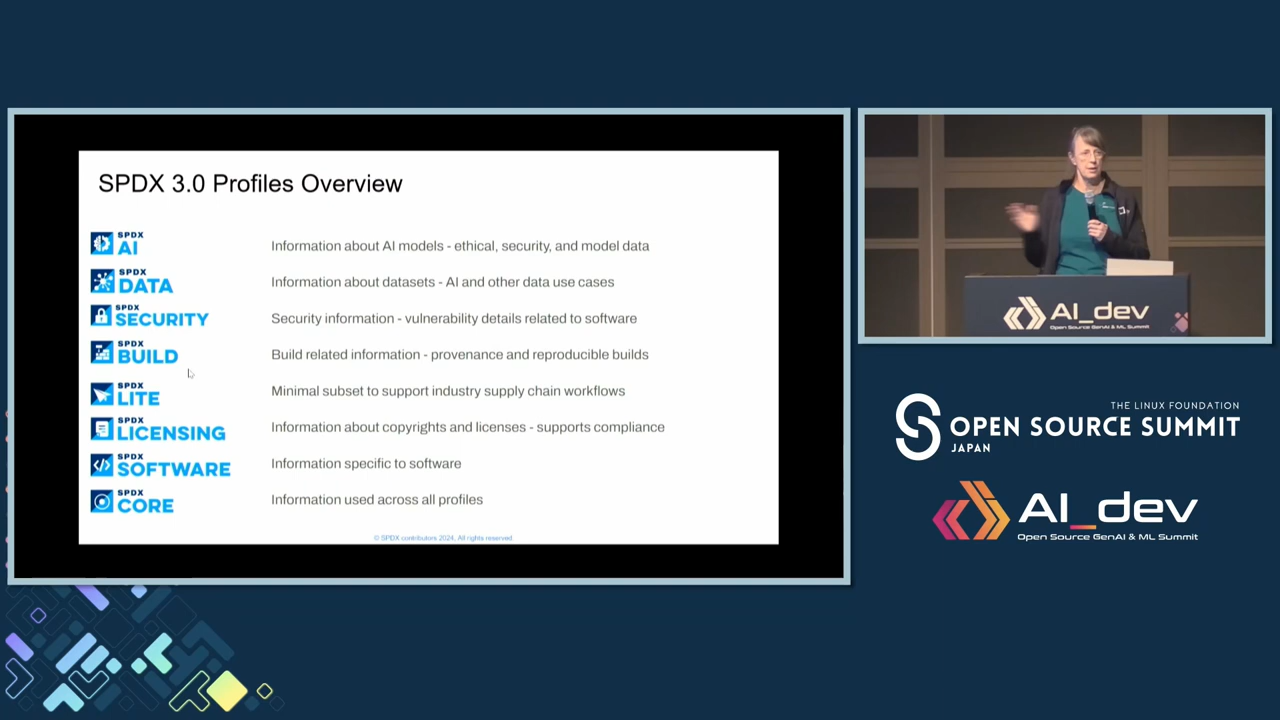 SPDX 3.0 Profiles Overview
SPDX
AI
Information about AI models - ethical, security, and model data
SPDX
DATA
Information about datasets - AI and other data use cases
SPDX
SECURITY
Security information - vulnerability details related to software
SPDX
BUILD
Build related information - provenance and reproducible builds
SPDX
LITE
Minimal subset to support industry supply chain workflows
SPDX
LICENSING
Information about copyrights and licenses - supports compliance
SPDX
SOFTWARE
Information specific to software
SPDX
CORE
Information used across all profiles
© SPDX contributors 2024, All rights reserved.
AI_dev
Open Source GenAI & ML Summit
THE LINUX FOUNDATION
OPEN SOURCE SUMMIT
JAPAN
AI_dev
Open Source GenAI & ML Summit